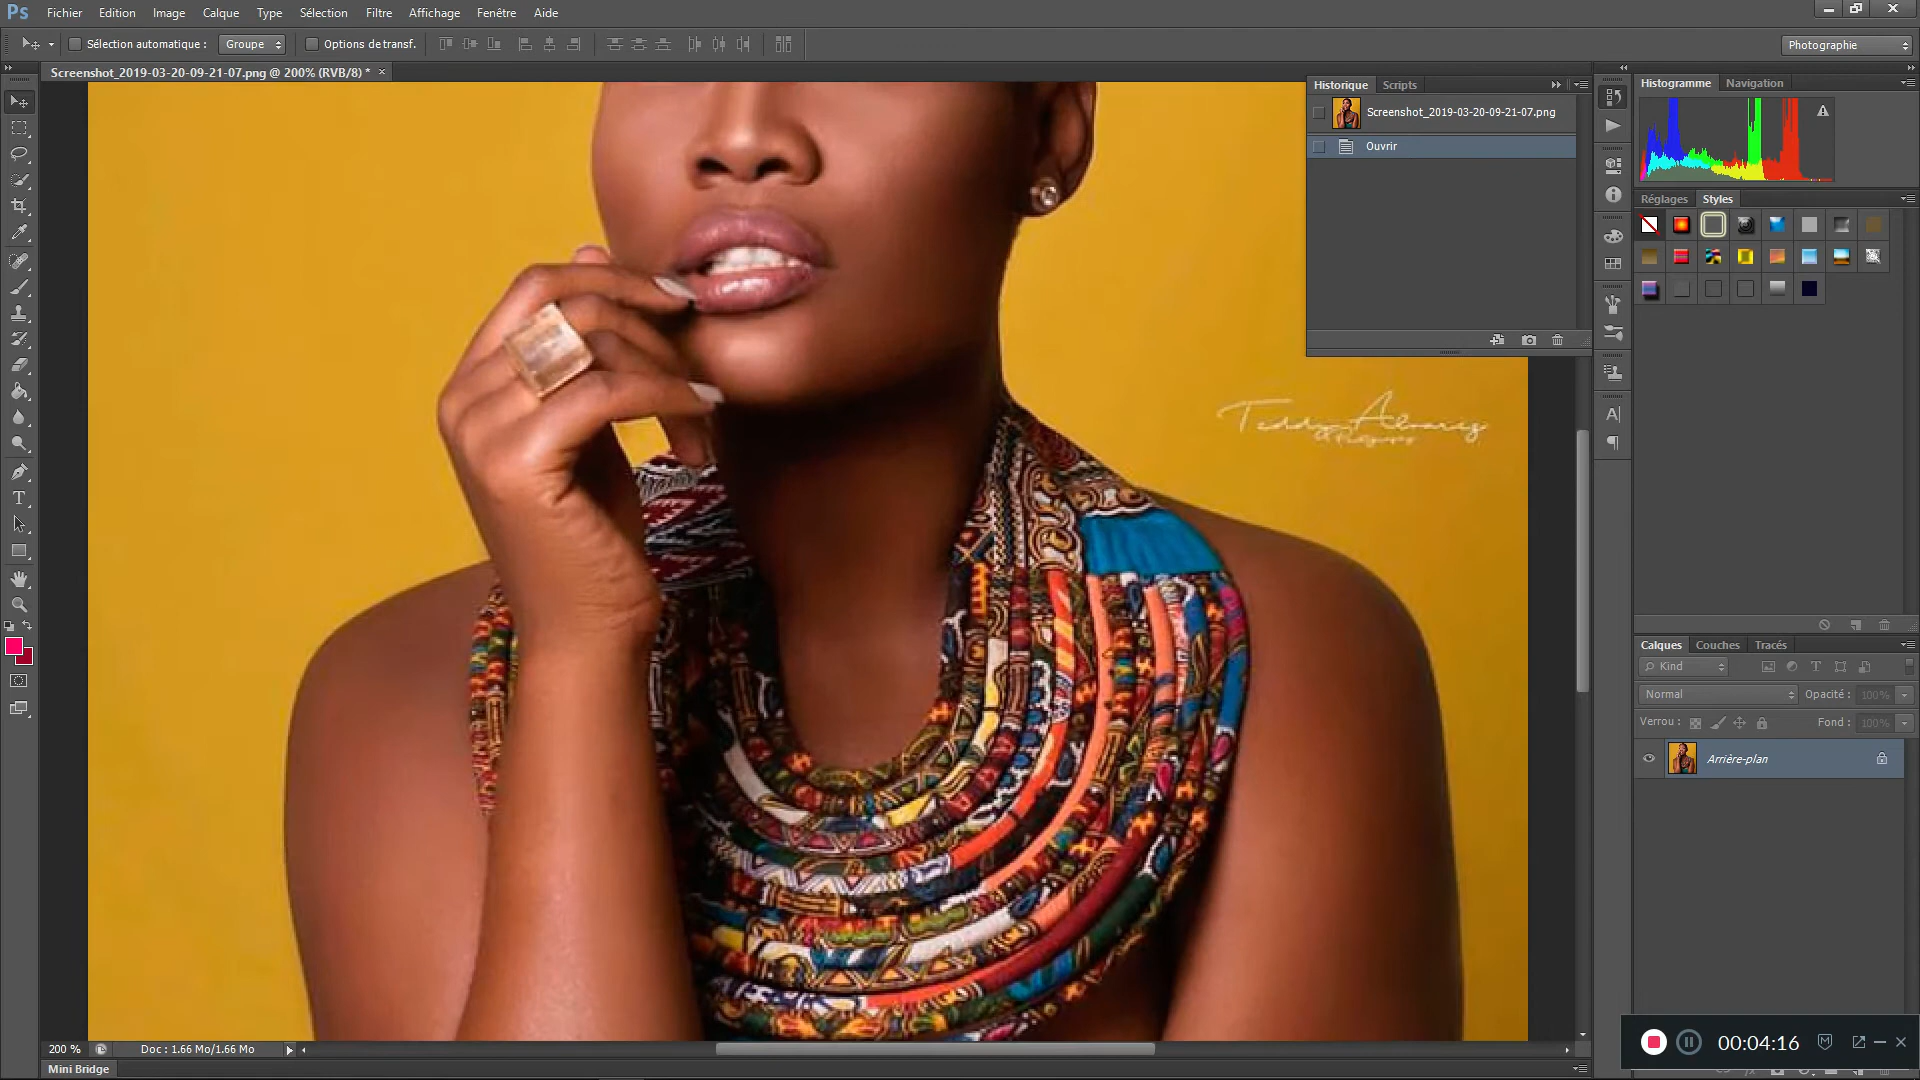 Ps Fichier Edition Image Calque Type Sélection Filtre Affichage Fenêtre Aide
Sélection automatique : Groupe Options de transf. Photographie
Screenshot_2019-03-20-09-21-07.png @ 200% (RVB/8) * ×
Historique Scripts
Screenshot_2019-03-20-09-21-07.png
Ouvrir
Histogramme Navigation
Réglages Styles
Teddy Alvarez
Calques Couches Tracés
Kind
Normal Opacité : 100%
Verrou : Fond : 100%
Arrière-plan
200 % Doc : 1.66 Mo/1.66 Mo
00:04:16
Mini Bridge